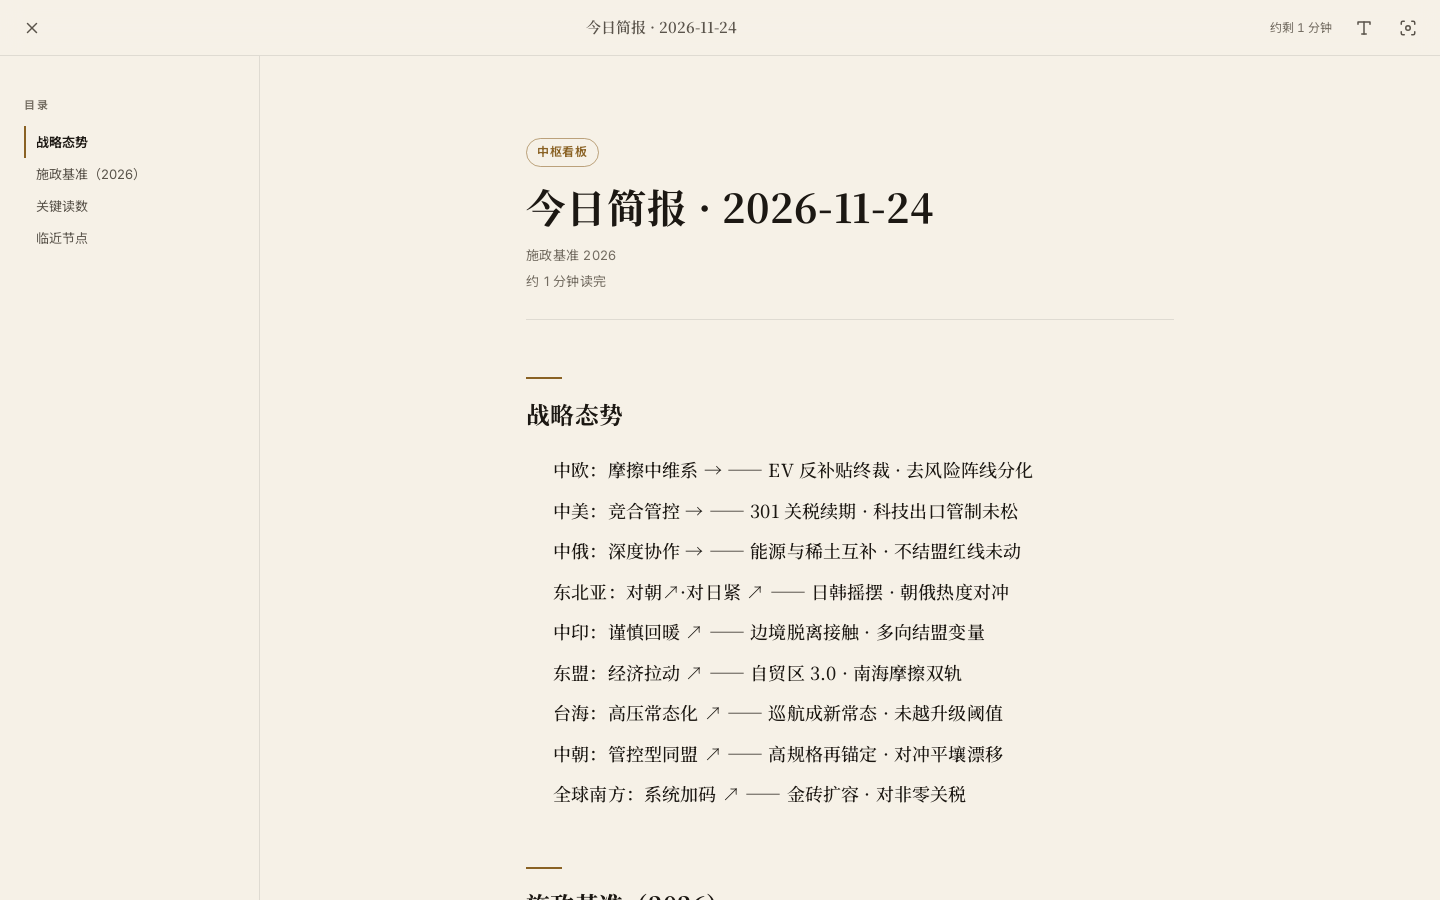 今日简报 · 2026-11-24
约剩 1 分钟
目录
战略态势
施政基准（2026）
关键读数
临近节点
中枢看板
今日简报 · 2026-11-24
施政基准 2026
约 1 分钟读完
战略态势
中欧：摩擦中维系 → —— EV 反补贴终裁 · 去风险阵线分化
中美：竞合管控 → —— 301 关税续期 · 科技出口管制未松
中俄：深度协作 → —— 能源与稀土互补 · 不结盟红线未动
东北亚：对朝↗·对日紧 ↗ —— 日韩摇摆 · 朝俄热度对冲
中印：谨慎回暖 ↗ —— 边境脱离接触 · 多向结盟变量
东盟：经济拉动 ↗ —— 自贸区 3.0 · 南海摩擦双轨
台海：高压常态化 ↗ —— 巡航成新常态 · 未越升级阈值
中朝：管控型同盟 ↗ —— 高规格再锚定 · 对冲平壤漂移
全球南方：系统加码 ↗ —— 金砖扩容 · 对非零关税
施政基准（2026）